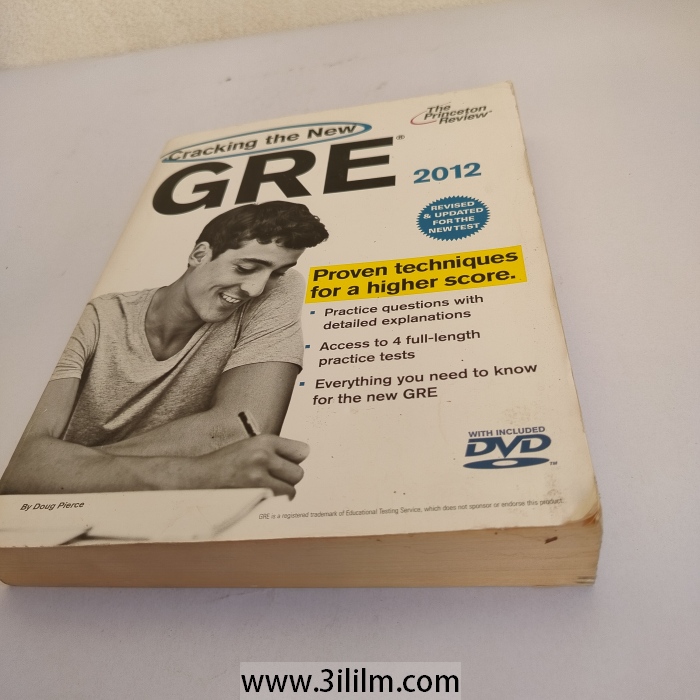 The
Princeton
Review®
Cracking the New
GRE®
2012
REVISED
& UPDATED
FOR THE
NEW TEST
Proven techniques
for a higher score.
▪ Practice questions with
detailed explanations
▪ Access to 4 full-length
practice tests
▪ Everything you need to know
for the new GRE
WITH INCLUDED
DVD™
By Doug Pierce
GRE is a registered trademark of Educational Testing Service, which does not sponsor or endorse this product.
www.3ililm.com